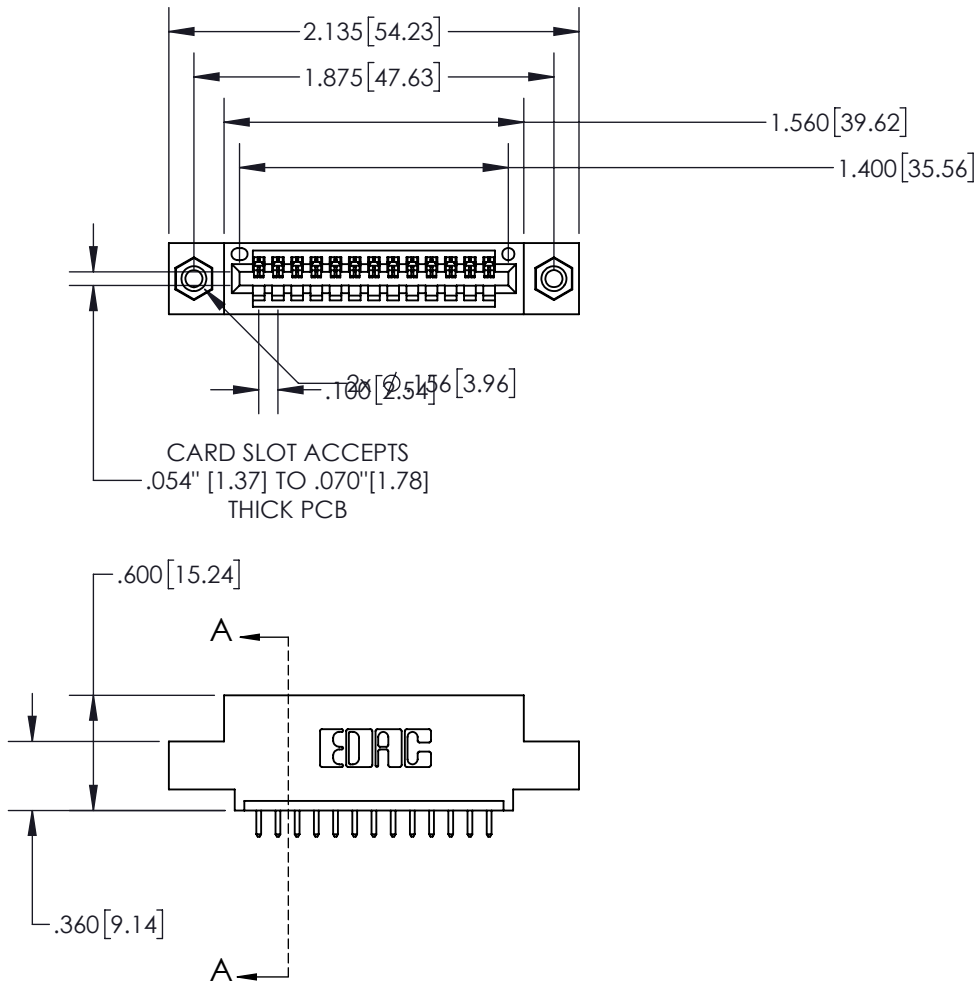 2.135[54.23]
1.875[47.63]
1.560[39.62]
1.400[35.56]
2x ∅ .156 [3.96]
.100[2.54]
CARD SLOT ACCEPTS
.054" [1.37] TO .070"[1.78]
THICK PCB
.600[15.24]
A
EDAC
.360[9.14]
A